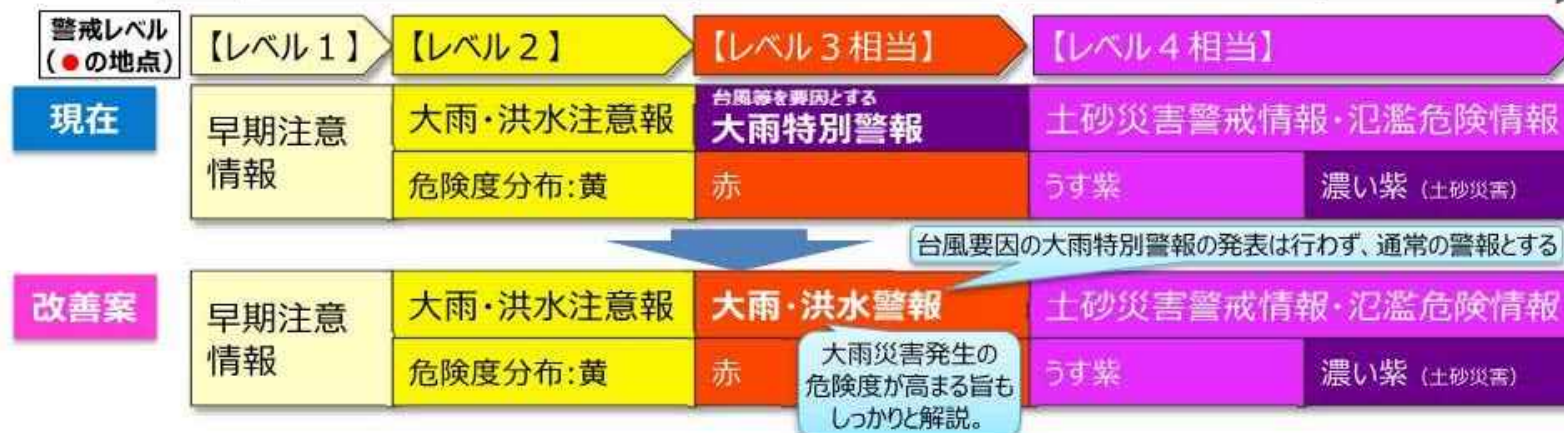 警戒レベル
(●の地点)
【レベル1】
【レベル2】
【レベル3相当】
【レベル4相当】
現在
早期注意
情報
大雨・洪水注意報
台風等を要因とする
大雨特別警報
土砂災害警戒情報・氾濫危険情報
危険度分布:黄
赤
うす紫
濃い紫(土砂災害)
台風要因の大雨特別警報の発表は行わず、通常の警報とする
改善案
早期注意
情報
大雨・洪水注意報
大雨・洪水警報
土砂災害警戒情報・氾濫危険情報
危険度分布:黄
赤
大雨災害発生の
危険度が高まる旨も
しっかりと解説。
うす紫
濃い紫(土砂災害)